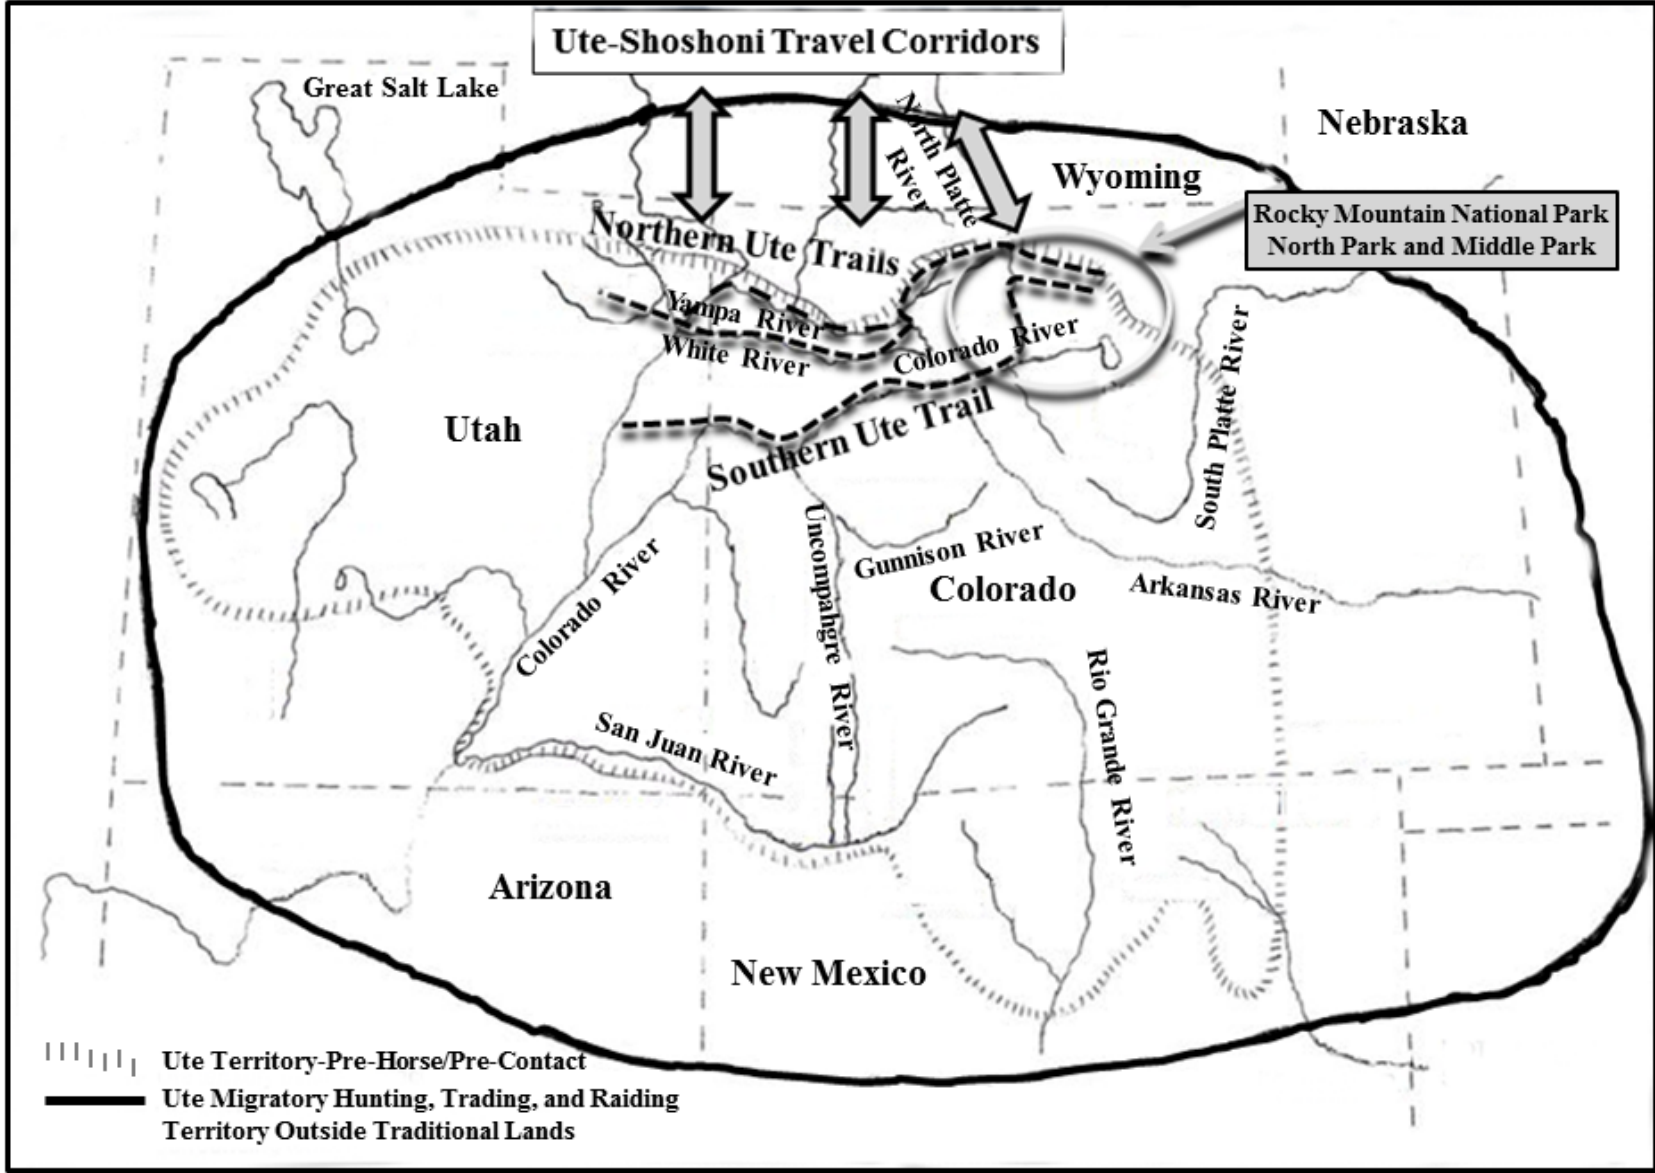 Ute-Shoshoni Travel Corridors
Great Salt Lake
North Platte
River
Nebraska
Wyoming
Rocky Mountain National Park
North Park and Middle Park
Northern Ute Trails
Yampa River
White River
Colorado River
South Platte River
Utah
Southern Ute Trail
Uncompahgre River
Gunnison River
Colorado
Arkansas River
Colorado River
Rio Grande River
San Juan River
Arizona
New Mexico
Ute Territory-Pre-Horse/Pre-Contact
Ute Migratory Hunting, Trading, and Raiding
Territory Outside Traditional Lands